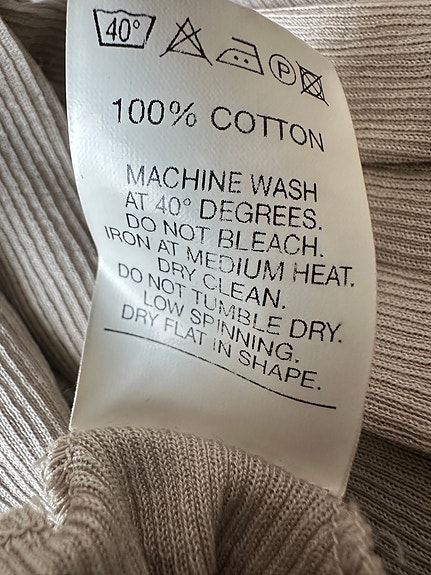 40° P
100% COTTON
MACHINE WASH
AT 40° DEGREES.
DO NOT BLEACH.
IRON AT MEDIUM HEAT.
DRY CLEAN.
DO NOT TUMBLE DRY.
LOW SPINNING.
DRY FLAT IN SHAPE.